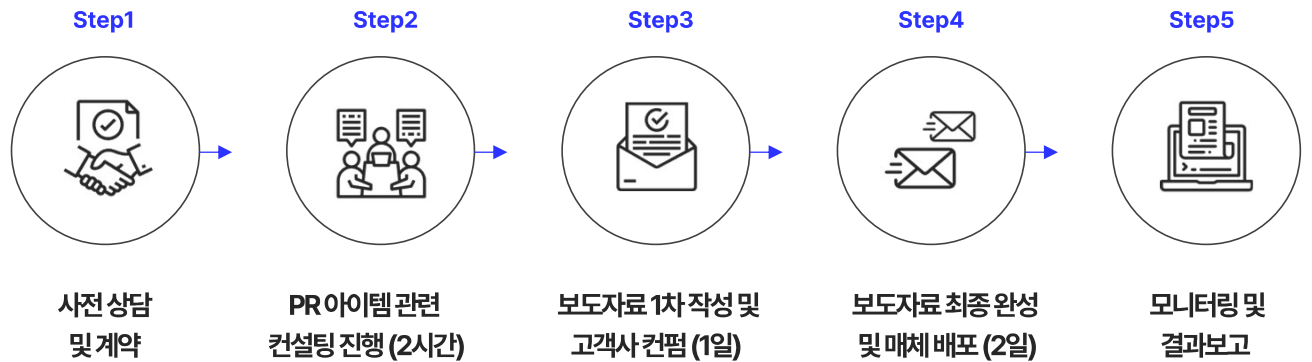 Step1
Step2
Step3
Step4
Step5
사전 상담
및 계약
PR 아이템 관련
컨설팅 진행 (2시간)
보도자료 1차 작성 및
고객사 컨펌 (1일)
보도자료 최종 완성
및 매체 배포 (2일)
모니터링 및
결과보고